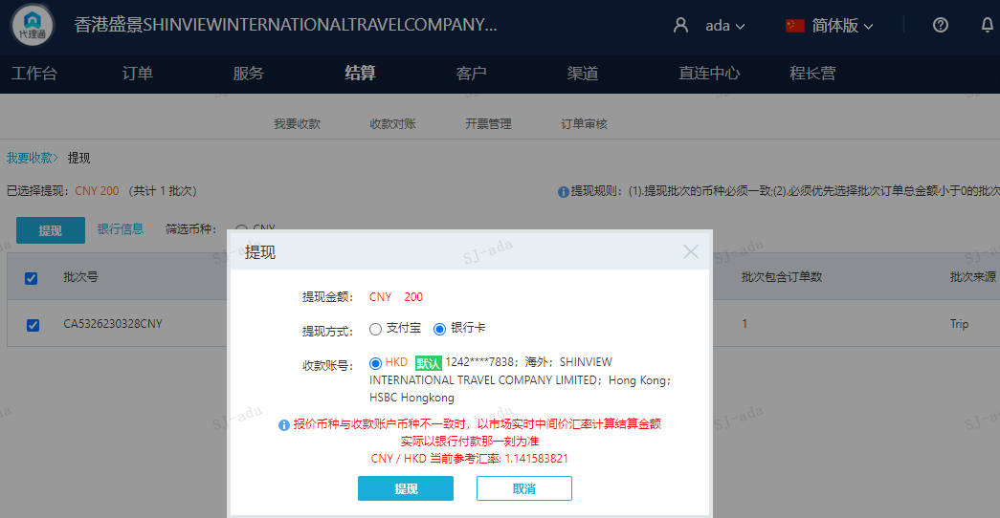 代理通
香港盛景SHINVIEWINTERNATIONALTRAVELCOMPANY...
ada
简体版
工作台 订单 服务 结算 客户 渠道 直连中心 程长营
我要收款 收款对账 开票管理 订单审核
我要收款> 提现
已选择提现: CNY 200 (共计 1 批次)
提现规则: (1).提现批次的币种必须一致;(2).必须优先选择批次订单总金额小于0的批次
提现 银行信息 筛选币种: CNY
提现
批次号 批次包含订单数 批次来源
CA5326230328CNY 1 Trip
提现金额: CNY 200
提现方式: 支付宝 银行卡
收款账号: HKD 默认 1242****7838; 海外; SHINVIEW
INTERNATIONAL TRAVEL COMPANY LIMITED; Hong Kong;
HSBC Hongkong
报价币种与收款账户币种不一致时, 以市场实时中间价汇率计算结算金额
实际以银行付款那一刻为准
CNY / HKD 当前参考汇率: 1.141583821
提现 取消
SJ-ada